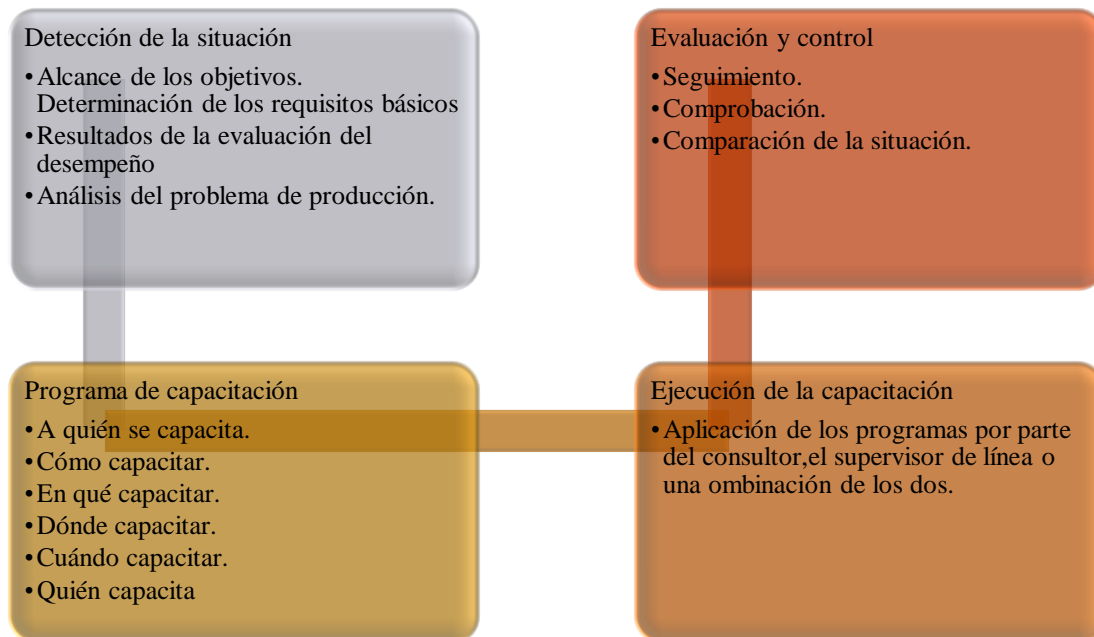 Detección de la situación
•Alcance de los objetivos.
Determinación de los requisitos básicos
•Resultados de la evaluación del
desempeño
•Análisis del problema de producción.
Programa de capacitación
•A quién se capacita.
•Cómo capacitar.
•En qué capacitar.
•Dónde capacitar.
•Cuándo capacitar.
•Quién capacita
Ejecución de la capacitación
•Aplicación de los programas por parte
del consultor,el supervisor de línea o
una ombinación de los dos.
Evaluación y control
•Seguimiento.
•Comprobación.
•Comparación de la situación.